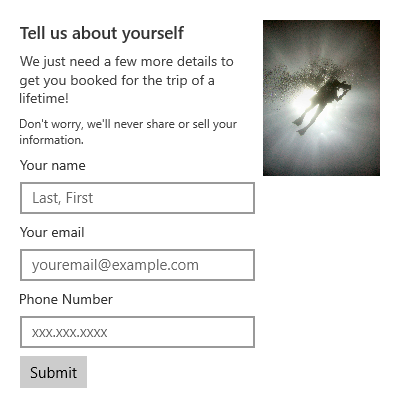 Tell us about yourself
We just need a few more details to
get you booked for the trip of a
lifetime!
Don't worry, we'll never share or sell your
information.
Your name
Last, First
Your email
youremail@example.com
Phone Number
xxx.xxx.xxxx
Submit